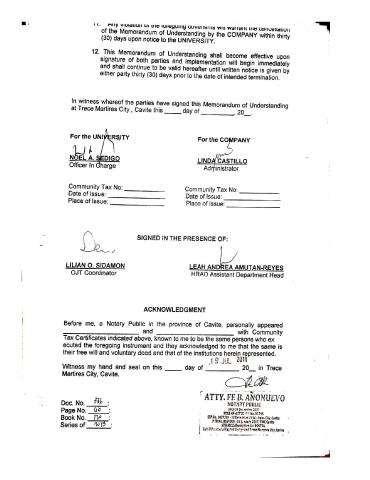 11. Any violation of the foregoing covenants will warrant the cancellation
of the Memorandum of Understanding by the COMPANY within thirty
(30) days upon notice to the UNIVERSITY.
12. This Memorandum of Understanding shall become effective upon
signature of both parties and implementation will begin immediately
and shall continue to be valid hereafter until written notice is given by
either party thirty (30) days prior to the date of intended termination.
In witness whereof the parties have signed this Memorandum of Understanding
at Trece Martires City , Cavite this _____ day of __________, 20__.
For the UNIVERSITY
For the COMPANY
NOEL A. SEDIGO
Officer In Charge
LINDA CASTILLO
Administrator
Community Tax No: __________
Date of Issue: __________
Place of Issue: __________
Community Tax No: __________
Date of Issue: __________
Place of Issue: __________
SIGNED IN THE PRESENCE OF:
LILIAN O. SIDAMON
OJT Coordinator
LEAH ANDREA AMUTAN-REYES
HRAD Assistant Department Head
ACKNOWLEDGMENT
Before me, a Notary Public in the province of Cavite, personally appeared
__________ and __________ with Community
Tax Certificates indicated above, known to me to be the same persons who ex
ecuted the foregoing instrument and they acknowledged to me that the same is
their free will and voluntary deed and that of the institutions herein represented.
19 JUL 2018
Witness my hand and seal on this _____ day of __________ 20__ in Trece
Martires City, Cavite.
ATTY. FE B. AÑONUEVO
NOTARY PUBLIC
Doc. No.
Page No.
Book No.
Series of